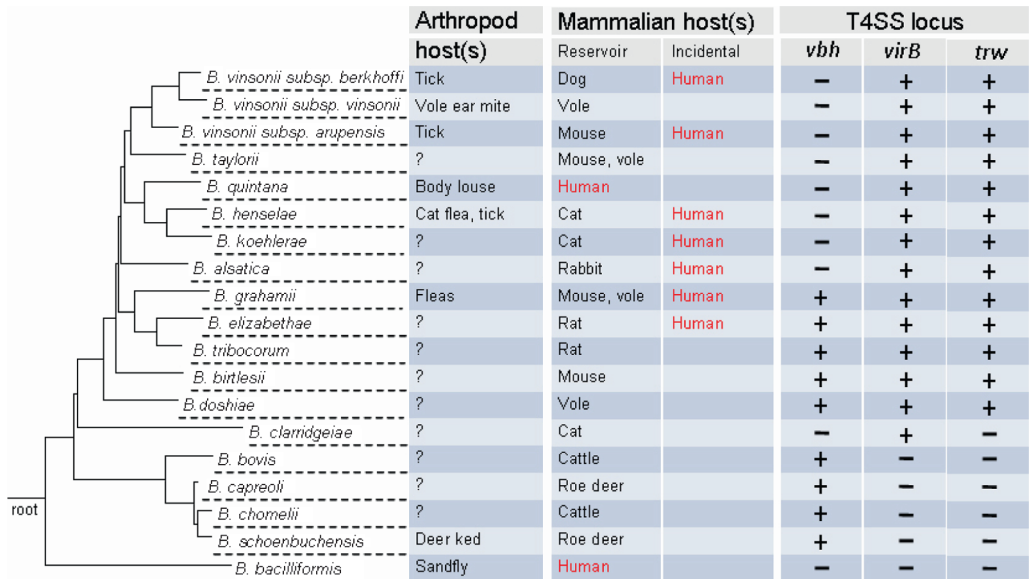 Arthropod host(s) Mammalian host(s) T4SS locus
Reservoir Incidental vbh virB trw
B. vinsonii subsp. berkhoffi Tick Dog Human − + +
B. vinsonii subsp. vinsonii Vole ear mite Vole − + +
B. vinsonii subsp. arupensis Tick Mouse Human − + +
B. taylorii ? Mouse, vole − + +
B. quintana Body louse Human − + +
B. henselae Cat flea, tick Cat Human − + +
B. koehlerae ? Cat Human − + +
B. alsatica ? Rabbit Human − + +
B. grahamii Fleas Mouse, vole Human + + +
B. elizabethae ? Rat Human + + +
B. tribocorum ? Rat + + +
B. birtlesii ? Mouse + + +
B.doshiae ? Vole + + +
B. clarridgeiae ? Cat − + −
B. bovis ? Cattle + − −
B. capreoli ? Roe deer + − −
B. chomelii ? Cattle + − −
B. schoenbuchensis Deer ked Roe deer + − −
B. bacilliformis Sandfly Human − − −
root